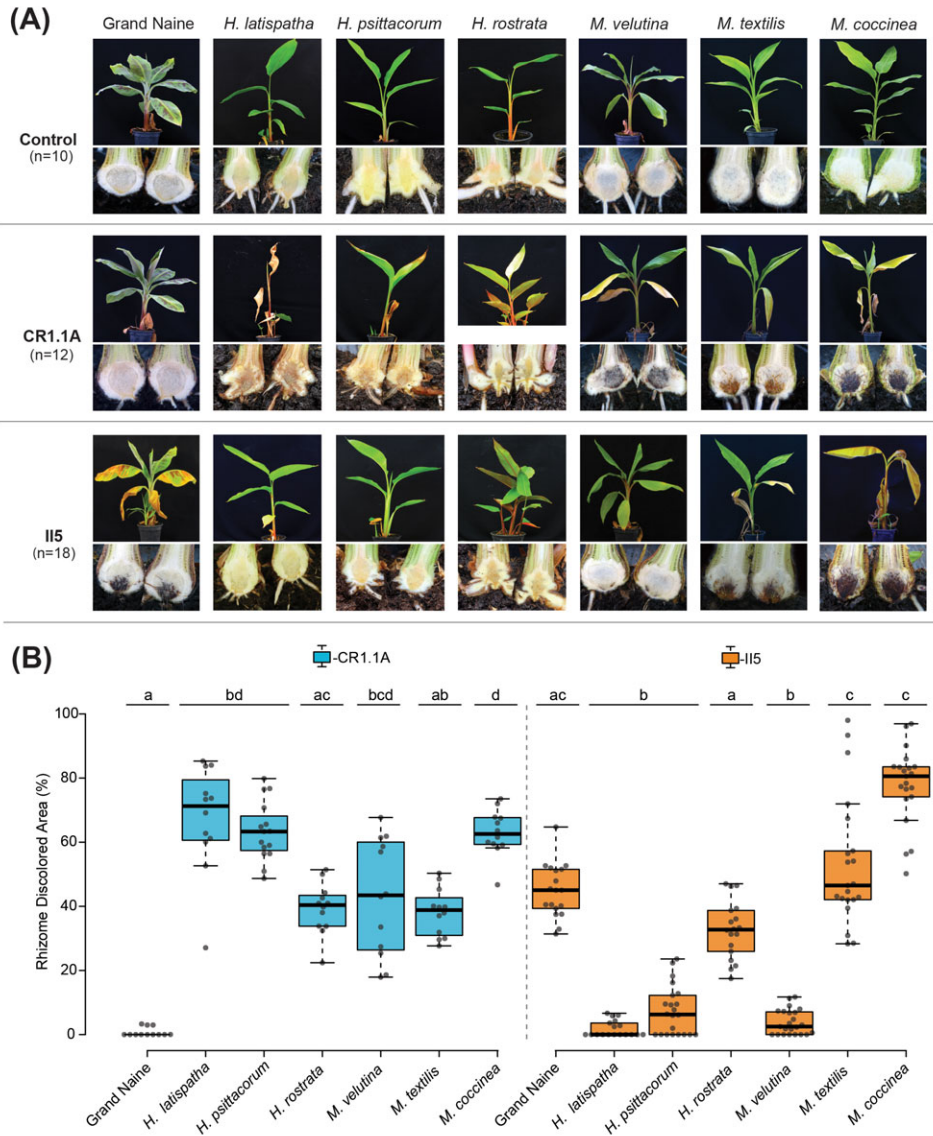 (A)
Grand Naine H. latispatha H. psittacorum H. rostrata M. velutina M. textilis M. coccinea
Control
(n=10)
CR1.1A
(n=12)
II5
(n=18)
(B)
-CR1.1A -II5
a bd ac bcd ab d ac b a b c c
Rhizome Discolored Area (%)
100
80
60
40
20
0
Grand Naine H. latispatha H. psittacorum H. rostrata M. velutina M. textilis M. coccinea Grand Naine H. latispatha H. psittacorum H. rostrata M. velutina M. textilis M. coccinea